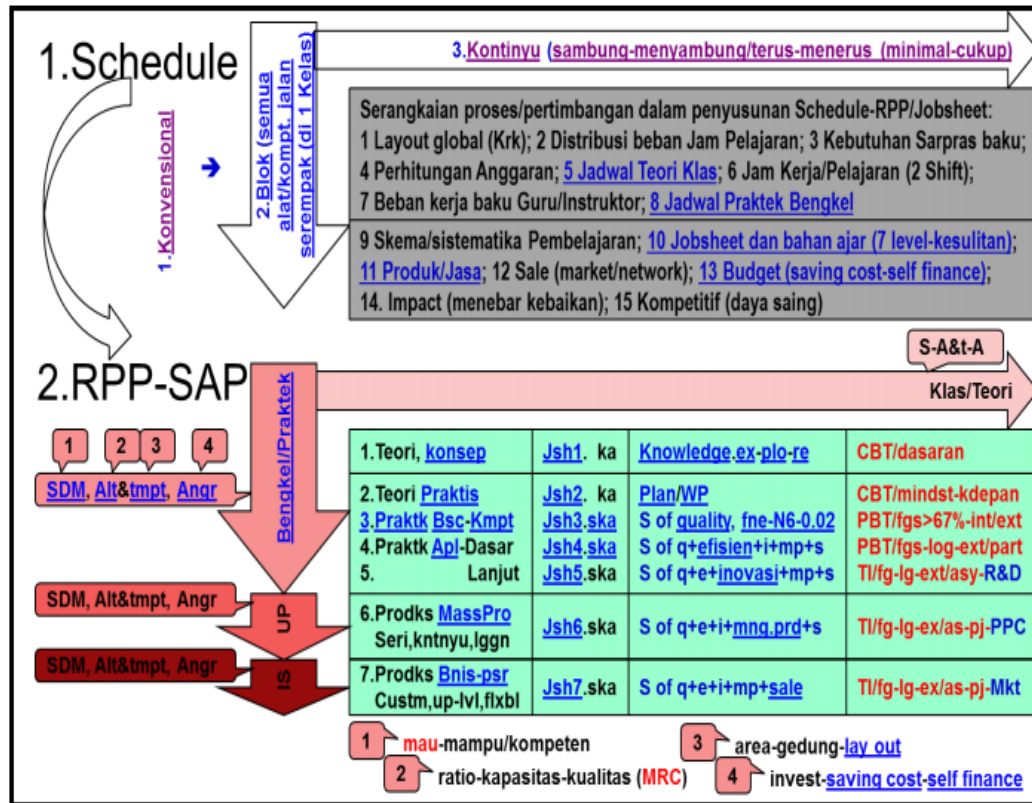 1.Schedule
3.Kontinyu (sambung-menyambung/terus-menerus (minimal-cukup)
1.Konvensional
2.Blok (semua
alat/kompt. jalan
serempak (di 1 Kelas)
Serangkaian proses/pertimbangan dalam penyusunan Schedule-RPP/Jobsheet:
1 Layout global (Krk); 2 Distribusi beban Jam Pelajaran; 3 Kebutuhan Sarpras baku;
4 Perhitungan Anggaran; 5 Jadwal Teori Klas; 6 Jam Kerja/Pelajaran (2 Shift);
7 Beban kerja baku Guru/Instruktor; 8 Jadwal Praktek Bengkel
9 Skema/sistematika Pembelajaran; 10 Jobsheet dan bahan ajar (7 level-kesulitan);
11 Produk/Jasa; 12 Sale (market/network); 13 Budget (saving cost-self finance);
14. Impact (menebar kebaikan); 15 Kompetitif (daya saing)
2.RPP-SAP
S-A&t-A
Klas/Teori
Bengkel/Praktek
1 2 3 4
SDM, Alt&tmpt, Angr
1.Teori, konsep Jsh1. ka Knowledge.ex-plo-re CBT/dasaran
2.Teori Praktis Jsh2. ka Plan/WP CBT/mindst-kdepan
3.Praktk Bsc-Kmpt Jsh3.ska S of quality, fne-N6-0.02 PBT/fgs>67%-int/ext
4.Praktk Apl-Dasar Jsh4.ska S of q+efisien+i+mp+s PBT/fgs-log-ext/part
5. Lanjut Jsh5.ska S of q+e+inovasi+mp+s TI/fg-lg-ext/asy-R&D
SDM, Alt&tmpt, Angr
UP
6.Prodks MassPro Jsh6.ska S of q+e+i+mng.prd+s TI/fg-lg-ex/as-pj-PPC
Seri,kntnyu,lggn
SDM, Alt&tmpt, Angr
IS
7.Prodks Bnis-psr Jsh7.ska S of q+e+i+mp+sale TI/fg-lg-ex/as-pj-Mkt
Custm,up-lvl,flxbl
1 mau-mampu/kompeten
3 area-gedung-lay out
2 ratio-kapasitas-kualitas (MRC)
4 invest-saving cost-self finance